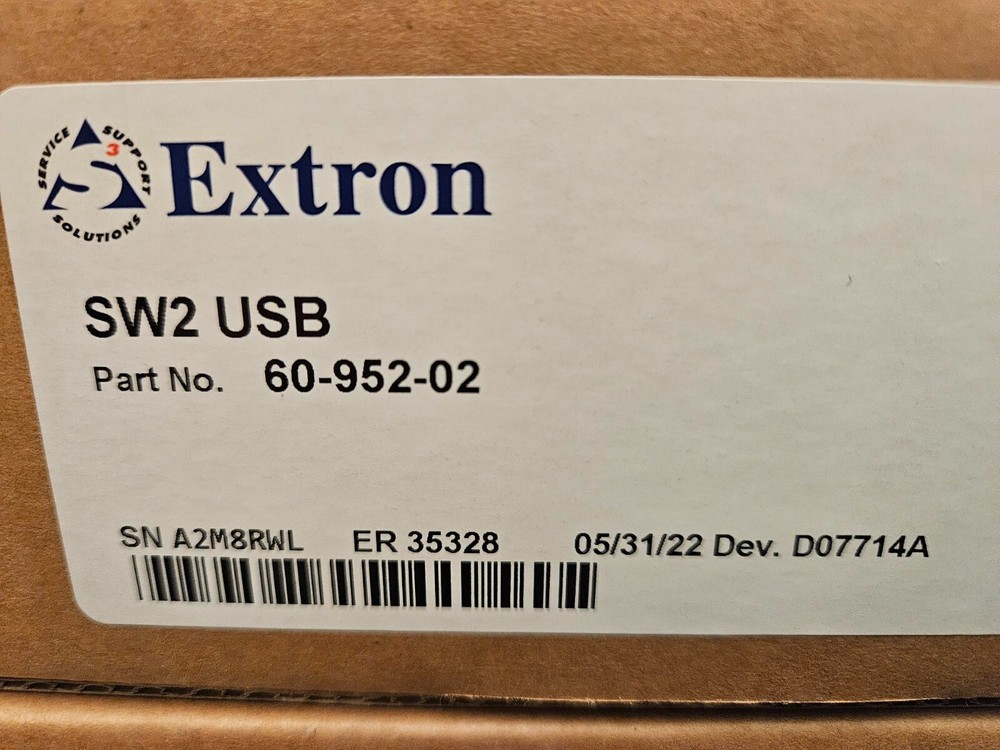 SERVICE SUPPORT SOLUTIONS
S3
Extron
SW2 USB
Part No. 60-952-02
SN A2M8RWL ER 35328 05/31/22 Dev. D07714A